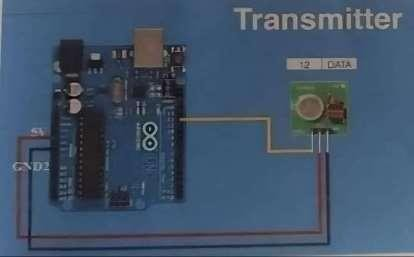 Transmitter
12 DATA
5V
GND2